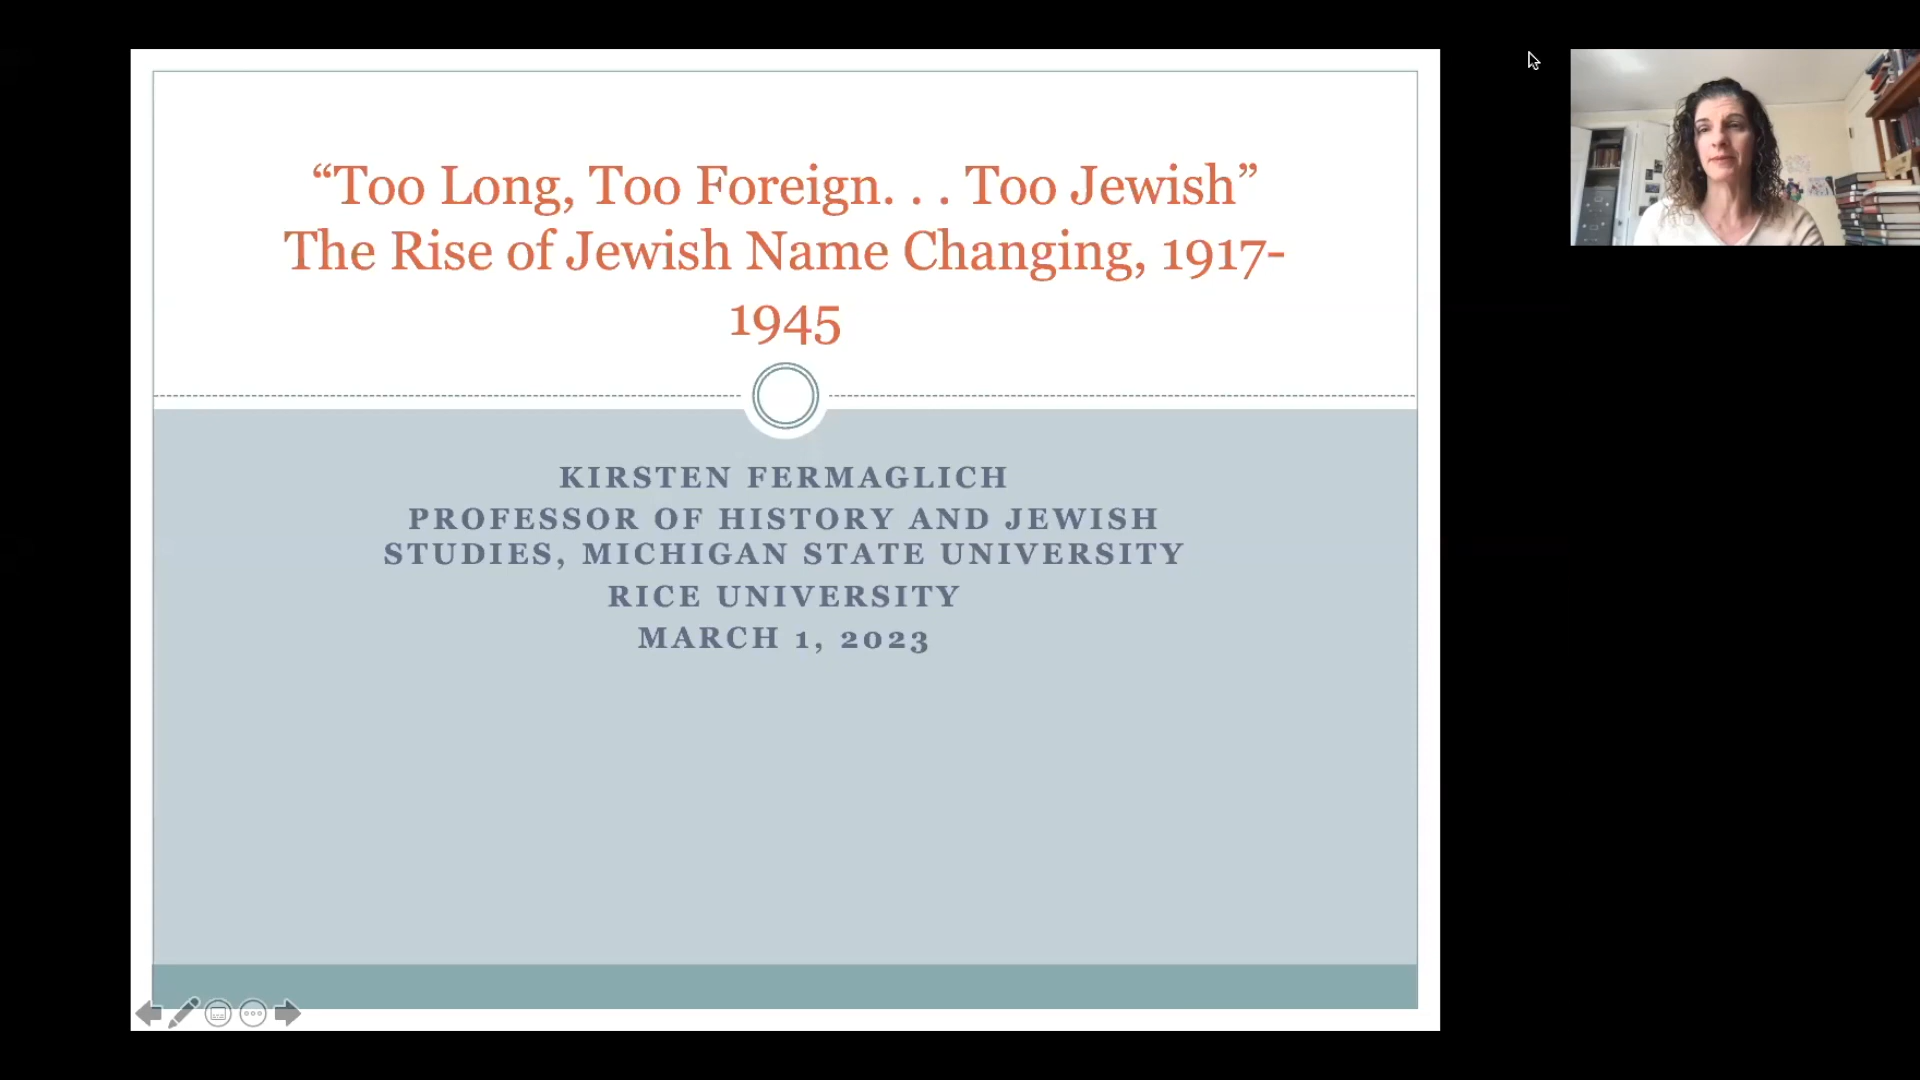 “Too Long, Too Foreign. . . Too Jewish”
The Rise of Jewish Name Changing, 1917-
1945
KIRSTEN FERMAGLICH
PROFESSOR OF HISTORY AND JEWISH
STUDIES, MICHIGAN STATE UNIVERSITY
RICE UNIVERSITY
MARCH 1, 2023